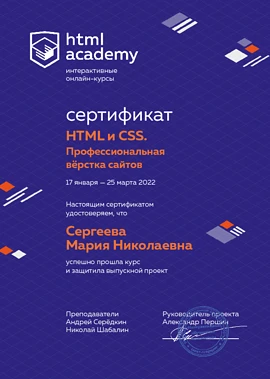 html
academy
интерактивные
онлайн-курсы
сертификат
HTML и CSS.
Профессиональная
вёрстка сайтов
17 января — 25 марта 2022
Настоящим сертификатом
удостоверяем, что
Сергеева
Мария Николаевна
успешно прошла курс
и защитила выпускной проект
Преподаватели
Андрей Серёдкин
Николай Шабалин
Руководитель проекта
Александр Першин